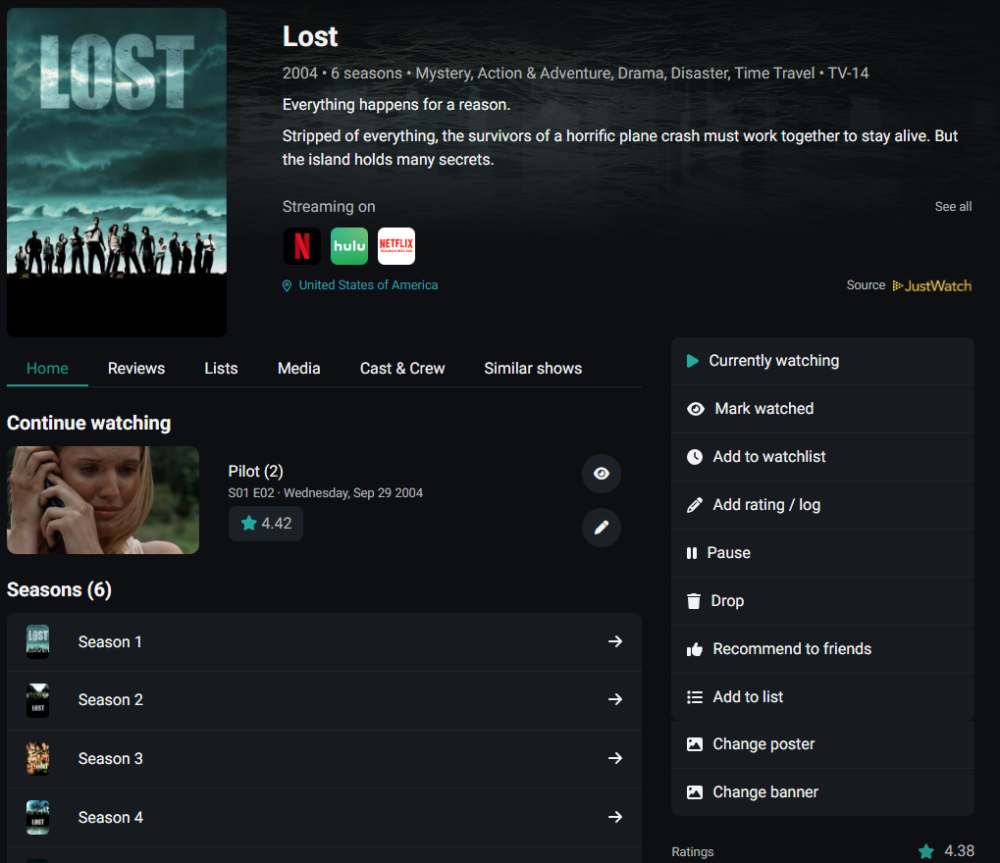 LOST
Lost
2004 • 6 seasons • Mystery, Action & Adventure, Drama, Disaster, Time Travel • TV-14
Everything happens for a reason.
Stripped of everything, the survivors of a horrific plane crash must work together to stay alive. But
the island holds many secrets.
Streaming on
See all
N
hulu
NETFLIX
United States of America
Source JustWatch
Home
Reviews
Lists
Media
Cast & Crew
Similar shows
Continue watching
Pilot (2)
S01 E02 · Wednesday, Sep 29 2004
4.42
Seasons (6)
LOST
Season 1
LOST
Season 2
Season 3
LOST
Season 4
Currently watching
Mark watched
Add to watchlist
Add rating / log
Pause
Drop
Recommend to friends
Add to list
Change poster
Change banner
Ratings
4.38